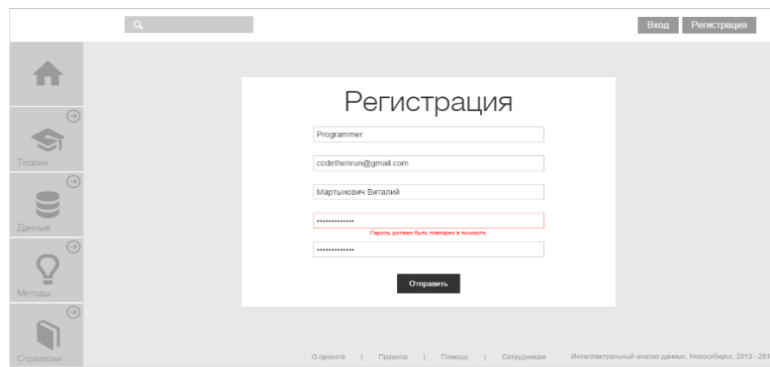 Вход Регистрация
Регистрация
Programmer
codethenrun@gmail.com
Теории
Мартынович Виталий
•••••••••••••
Пароль должен быть повторен в точности.
Данные
•••••••••••••
Отправить
Методы
Стратегии
О проекте | Правила | Помощь | Сотрудникам Интеллектуальный анализ данных, Новосибирск, 2013 - 201